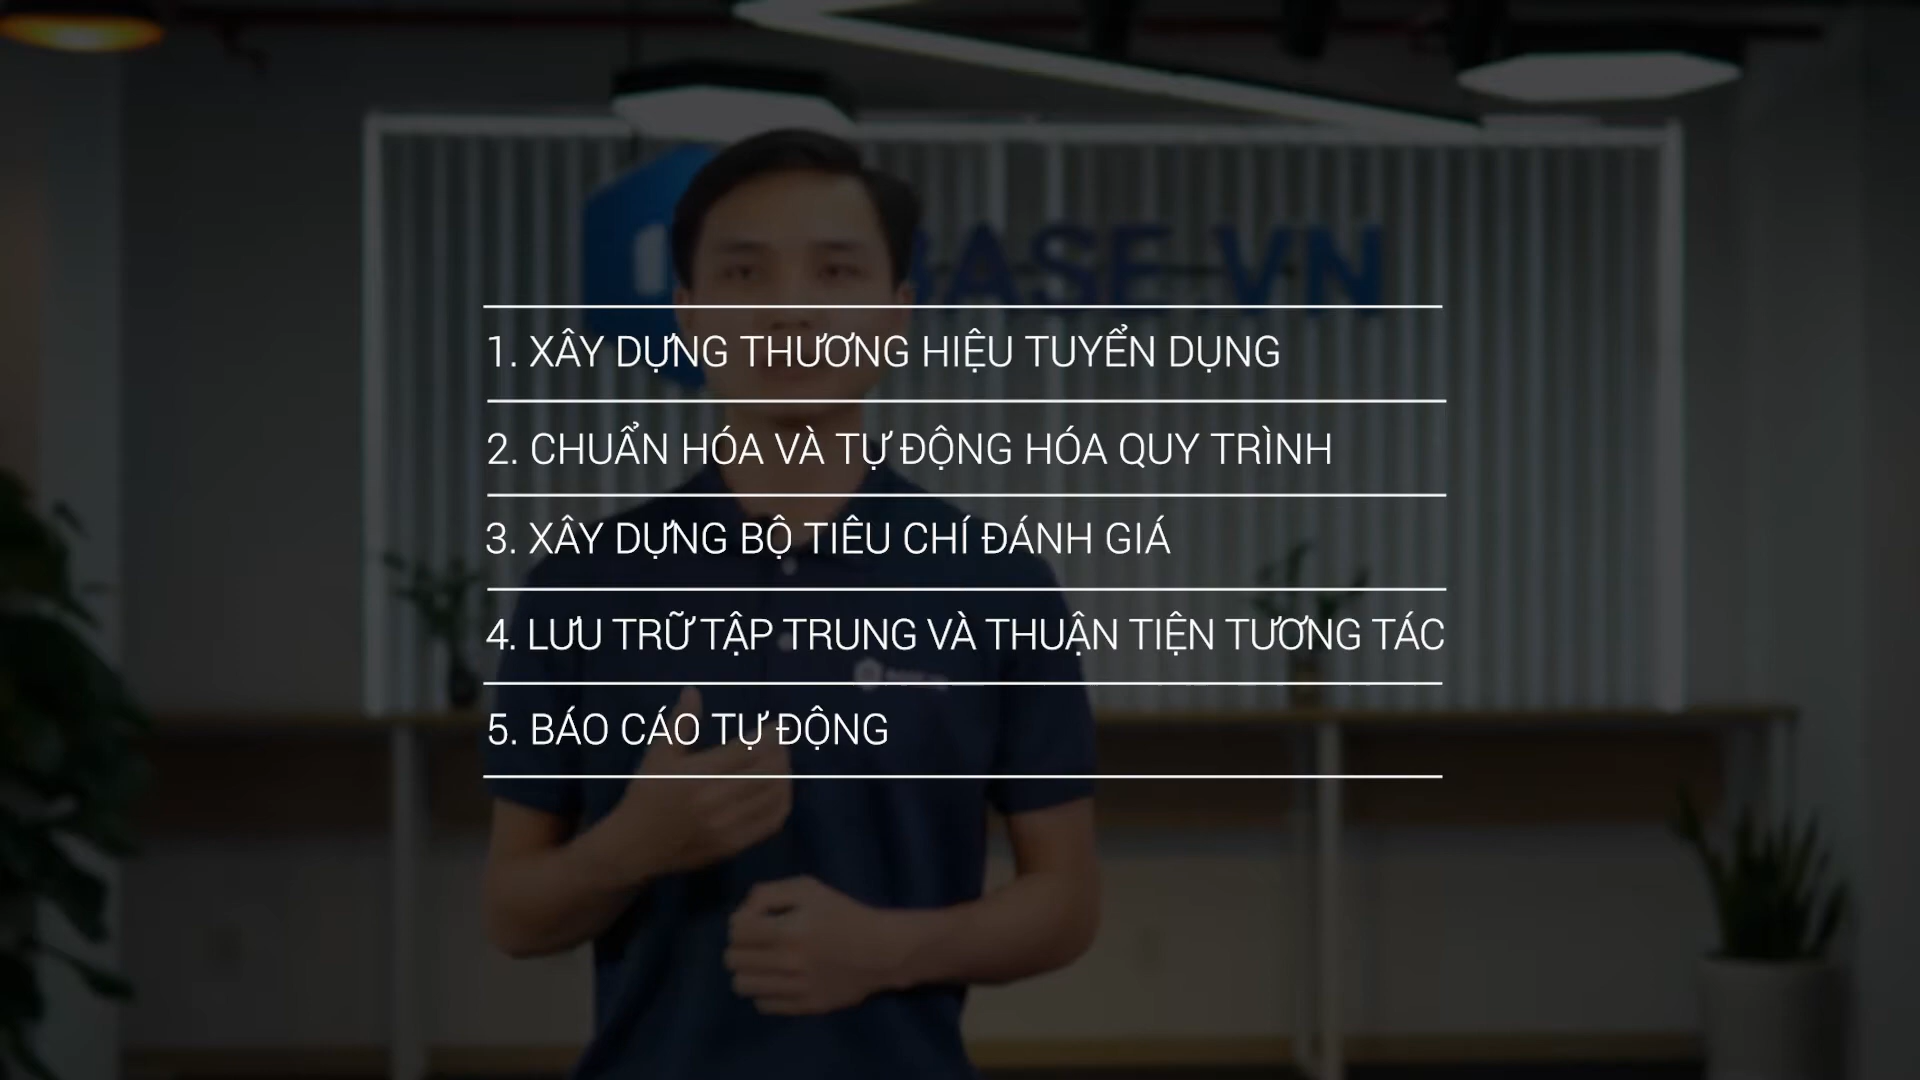 BASE.VN
1. XÂY DỰNG THƯƠNG HIỆU TUYỂN DỤNG
2. CHUẨN HÓA VÀ TỰ ĐỘNG HÓA QUY TRÌNH
3. XÂY DỰNG BỘ TIÊU CHÍ ĐÁNH GIÁ
4. LƯU TRỮ TẬP TRUNG VÀ THUẬN TIỆN TƯƠNG TÁC
5. BÁO CÁO TỰ ĐỘNG